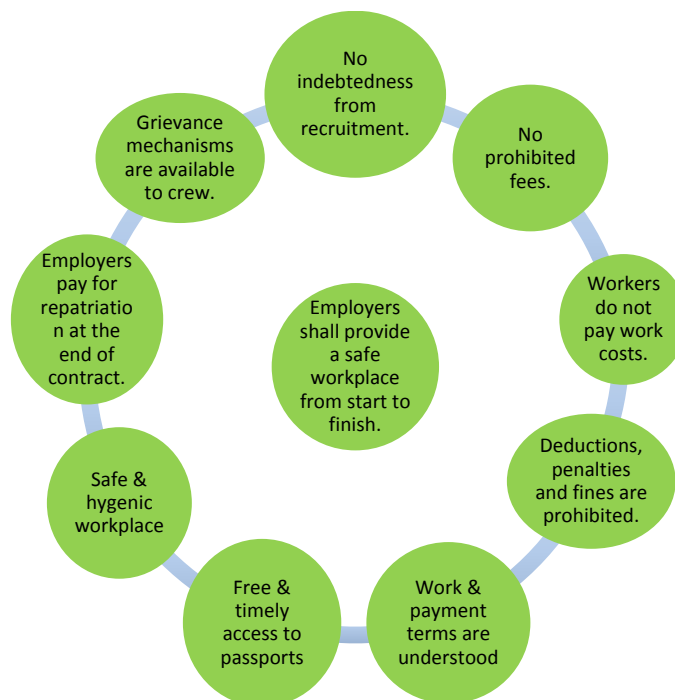 No
indebtedness
from
recruitment.
No
prohibited
fees.
Workers
do not
pay work
costs.
Deductions,
penalties
and fines are
prohibited.
Work &
payment
terms are
understood
Free &
timely
access to
passports
Safe &
hygenic
workplace
Employers
pay for
repatriatio
n at the
end of
contract.
Grievance
mechanisms
are available
to crew.
Employers
shall provide
a safe
workplace
from start to
finish.